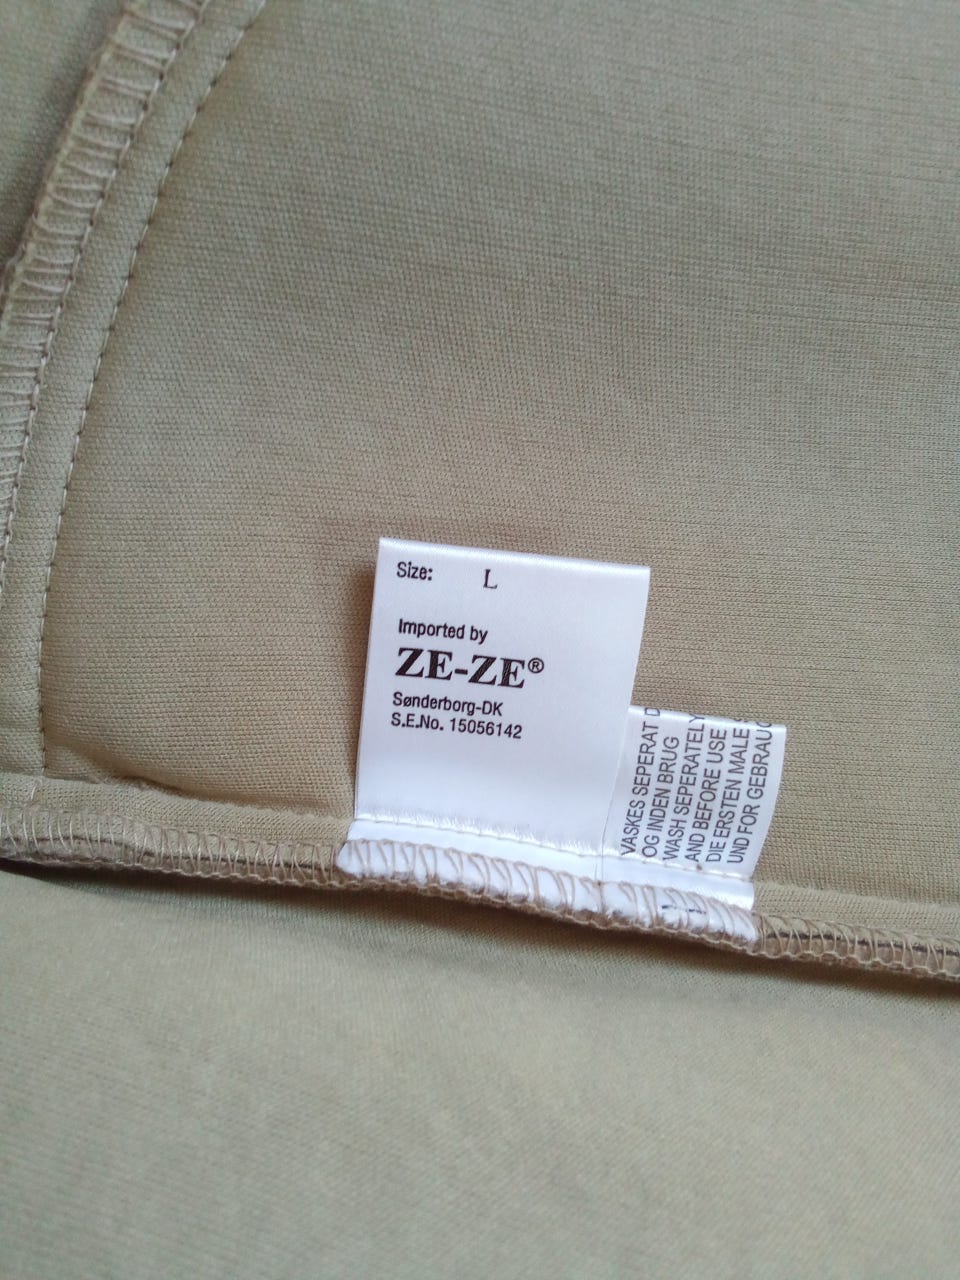 Size: L
Imported by
ZE-ZE®
Sønderborg-DK
S.E.No. 15056142
VASKES SEPERAT
OG INDEN BRUG
WASH SEPERATELY
AND BEFORE USE
DIE ERSTEN MALE
UND FOR GEBRAUC